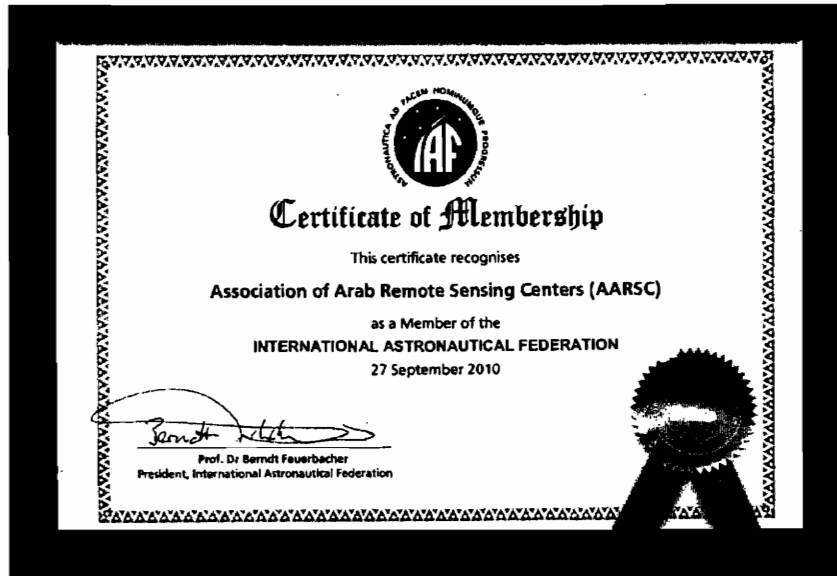 ASTRONAUTICA AD PACEM HOMINUMQUE PROGRESSUM
IAF
Certificate of Membership
This certificate recognises
Association of Arab Remote Sensing Centers (AARSC)
as a Member of the
INTERNATIONAL ASTRONAUTICAL FEDERATION
27 September 2010
Berndt
Prof. Dr Berndt Feuerbacher
President, International Astronautical Federation